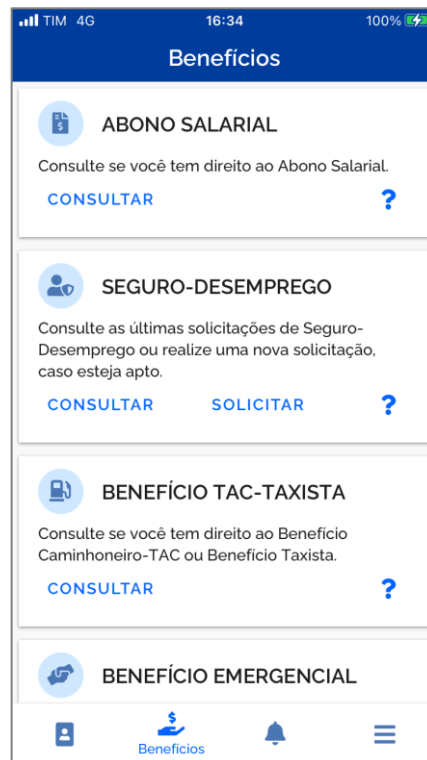 TIM 4G 16:34 100%
Benefícios
ABONO SALARIAL
Consulte se você tem direito ao Abono Salarial.
CONSULTAR ?
SEGURO-DESEMPREGO
Consulte as últimas solicitações de Seguro-
Desemprego ou realize uma nova solicitação,
caso esteja apto.
CONSULTAR SOLICITAR ?
BENEFÍCIO TAC-TAXISTA
Consulte se você tem direito ao Benefício
Caminhoneiro-TAC ou Benefício Taxista.
CONSULTAR ?
BENEFÍCIO EMERGENCIAL
Benefícios